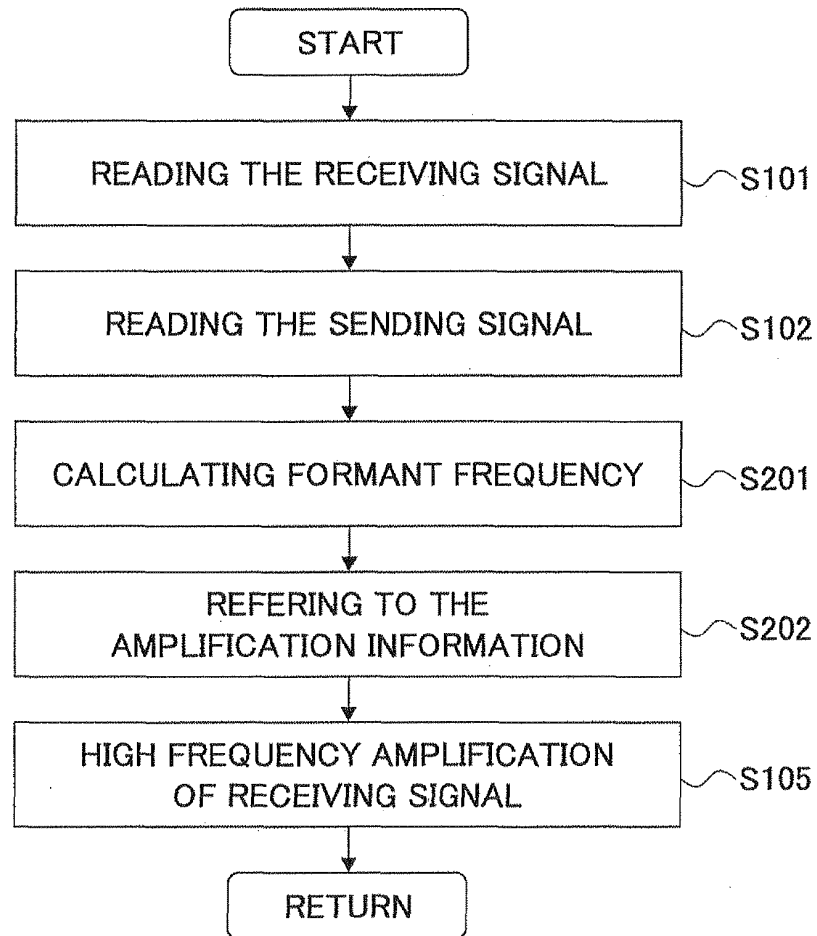 START
READING THE RECEIVING SIGNAL
S101
READING THE SENDING SIGNAL
S102
CALCULATING FORMANT FREQUENCY
S201
REFERING TO THE
AMPLIFICATION INFORMATION
S202
HIGH FREQUENCY AMPLIFICATION
OF RECEIVING SIGNAL
S105
RETURN